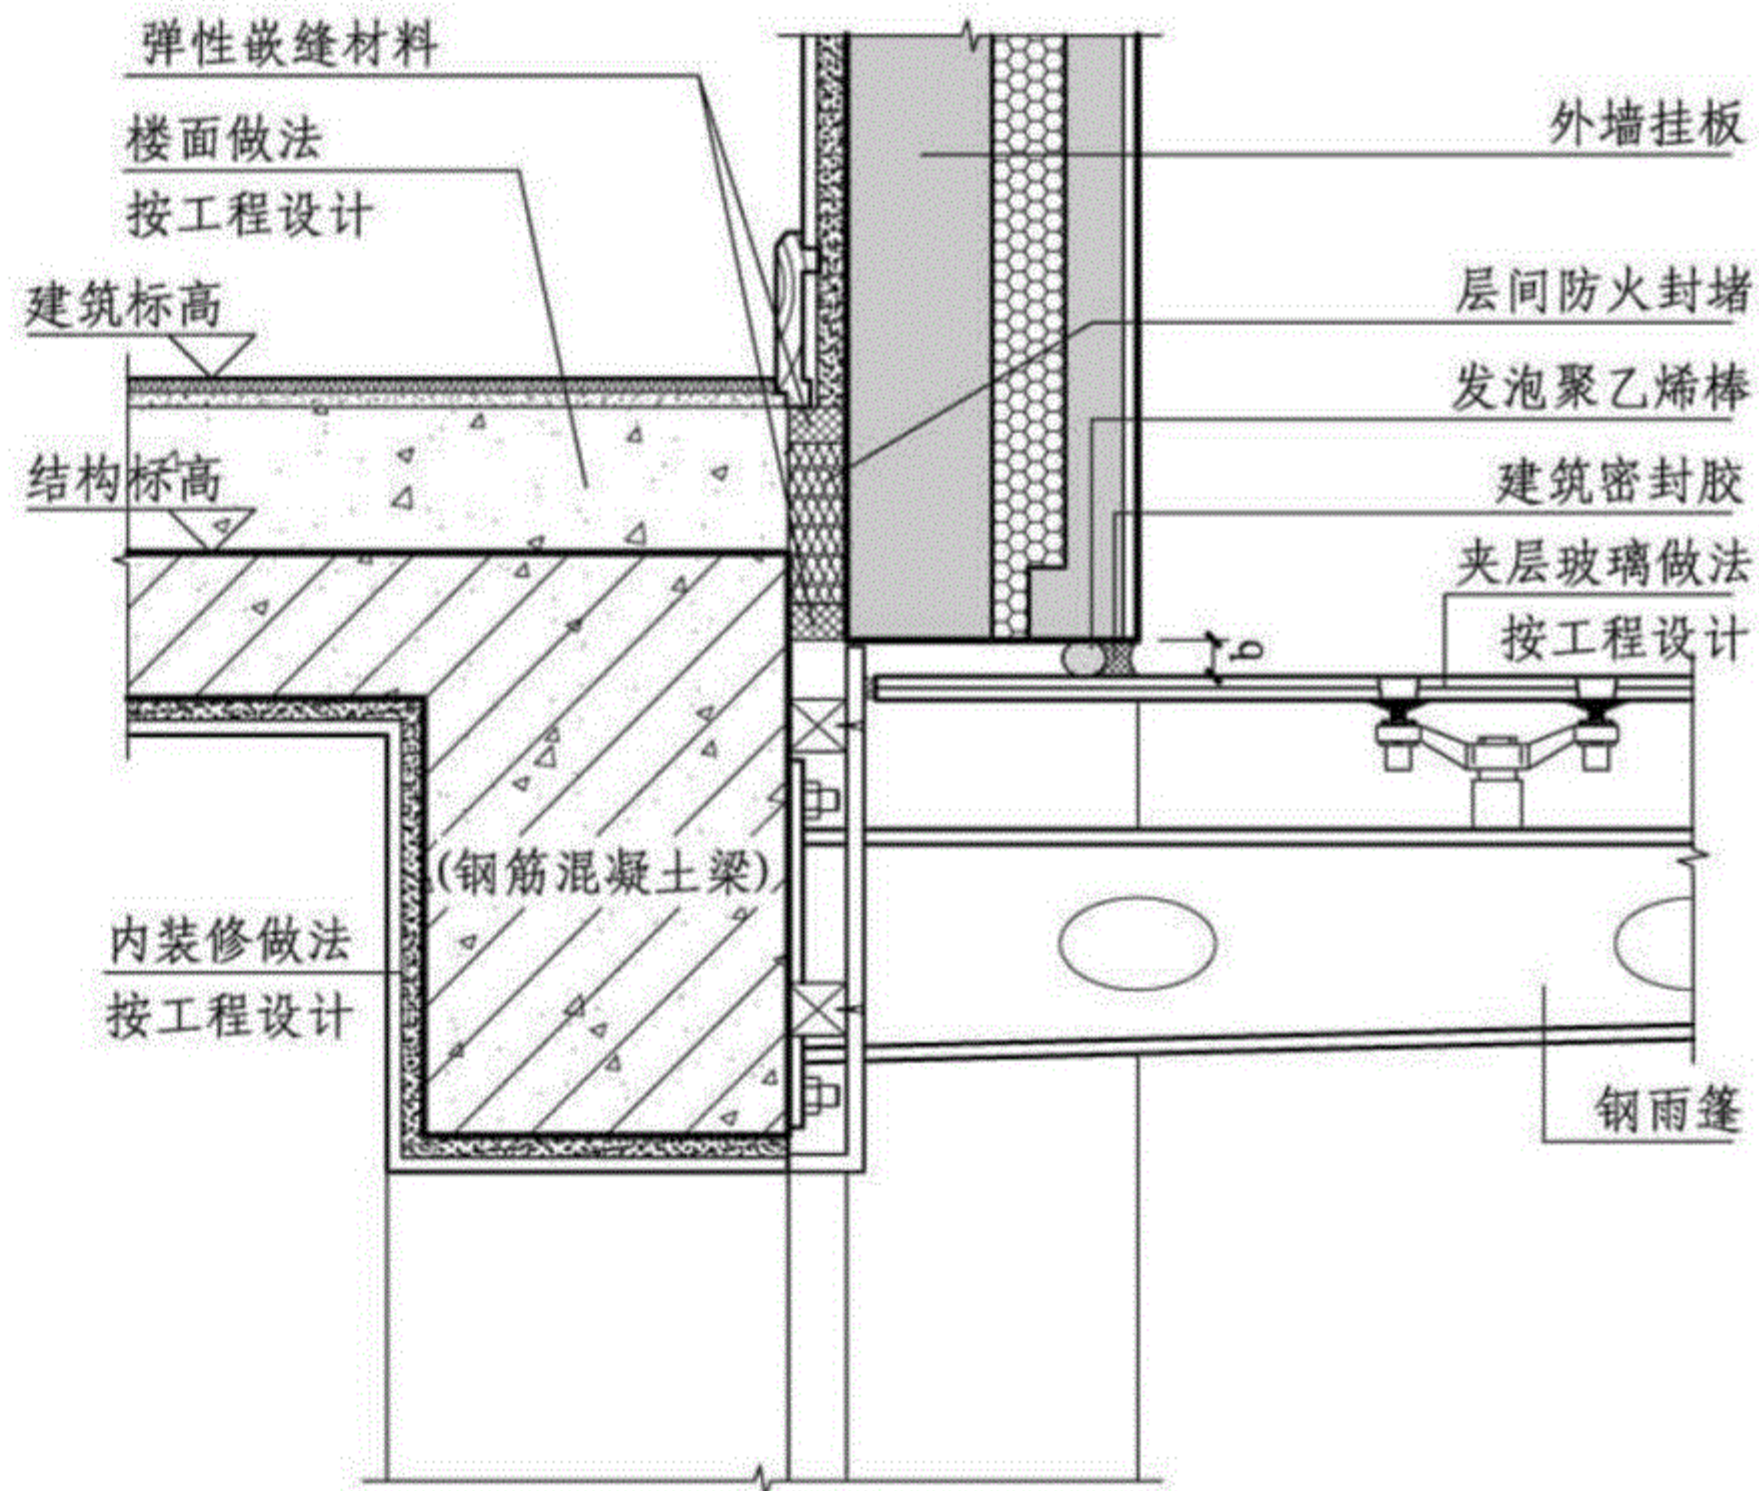 弹性嵌缝材料
楼面做法
按工程设计
建筑标高
结构标高
外墙挂板
层间防火封堵
发泡聚乙烯棒
建筑密封胶
夹层玻璃做法
按工程设计
b
(钢筋混凝土梁)
内装修做法
按工程设计
钢雨篷